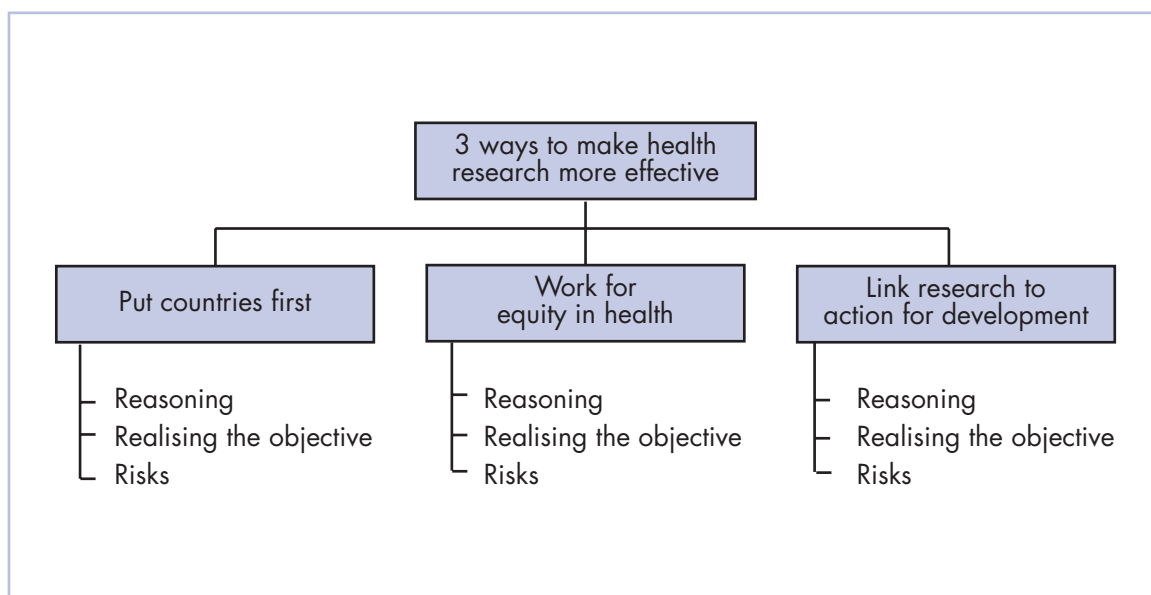 3 ways to make health
research more effective
Put countries first
Reasoning
Realising the objective
Risks
Work for
equity in health
Reasoning
Realising the objective
Risks
Link research to
action for development
Reasoning
Realising the objective
Risks